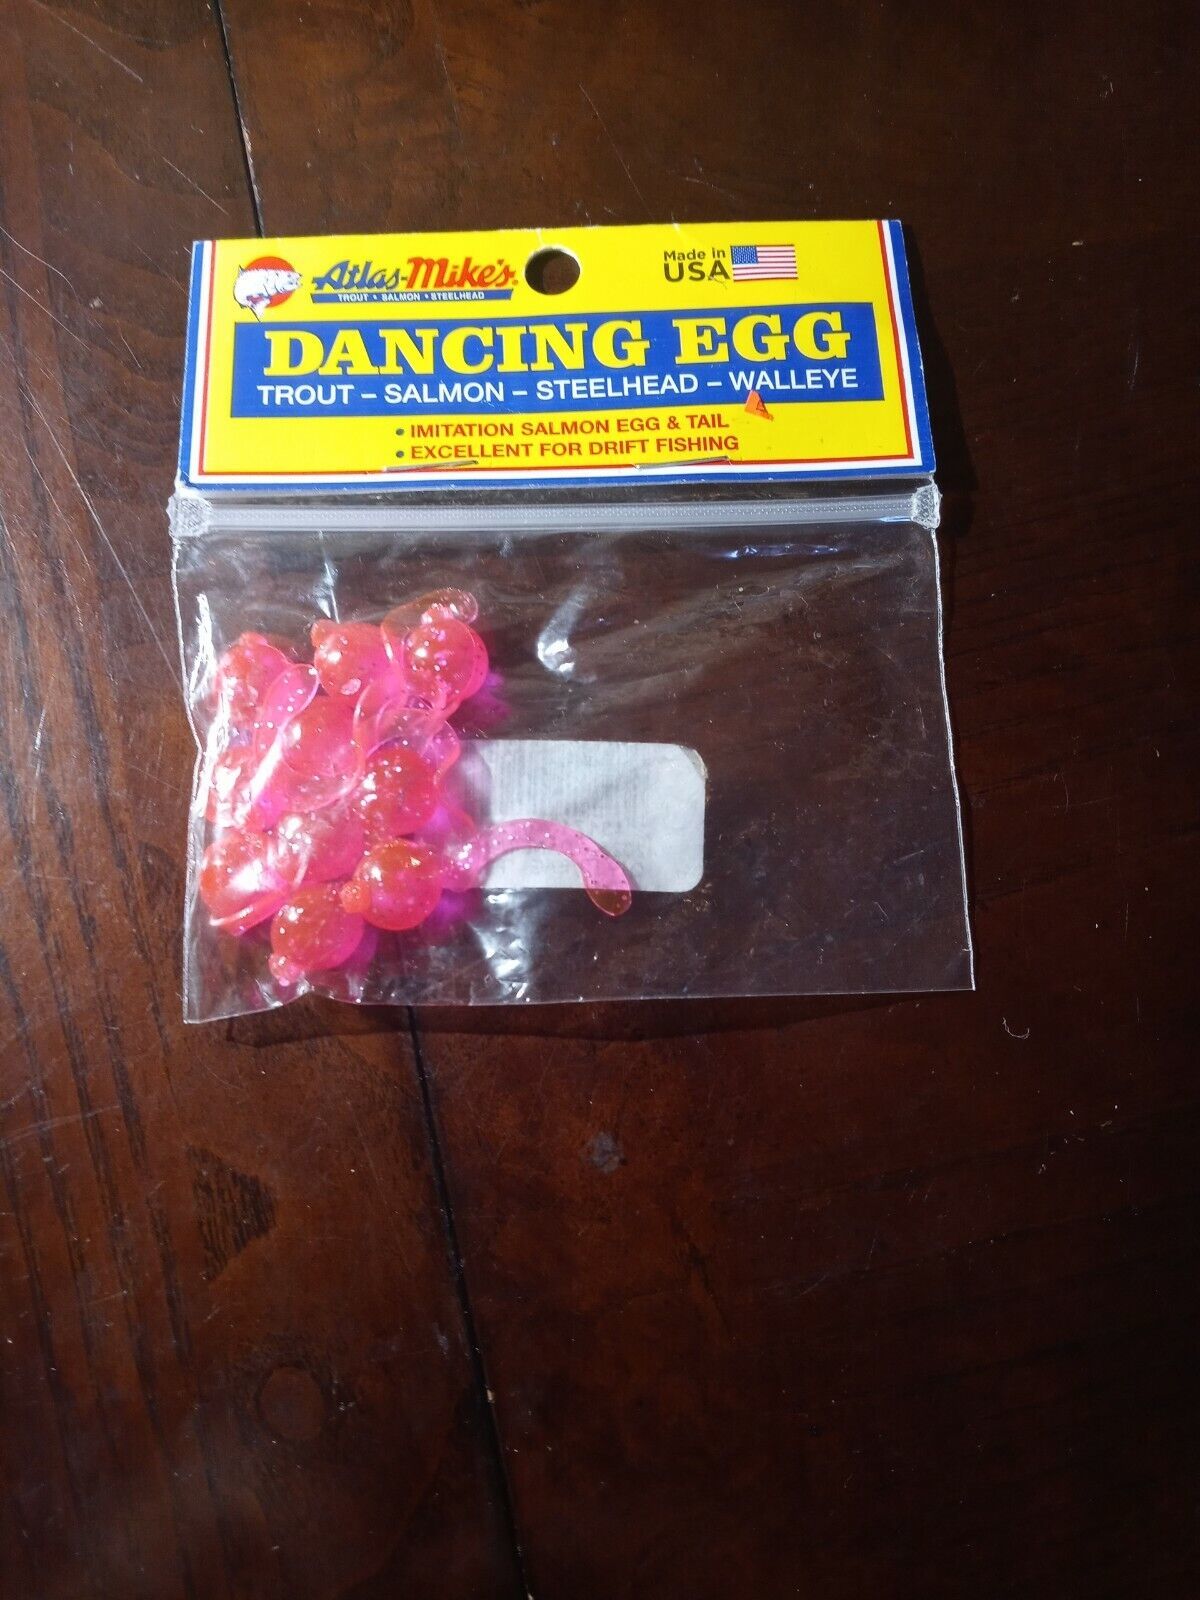 Atlas-Mike's
TROUT • SALMON • STEELHEAD
Made in
USA
DANCING EGG
TROUT – SALMON – STEELHEAD – WALLEYE
• IMITATION SALMON EGG & TAIL
• EXCELLENT FOR DRIFT FISHING